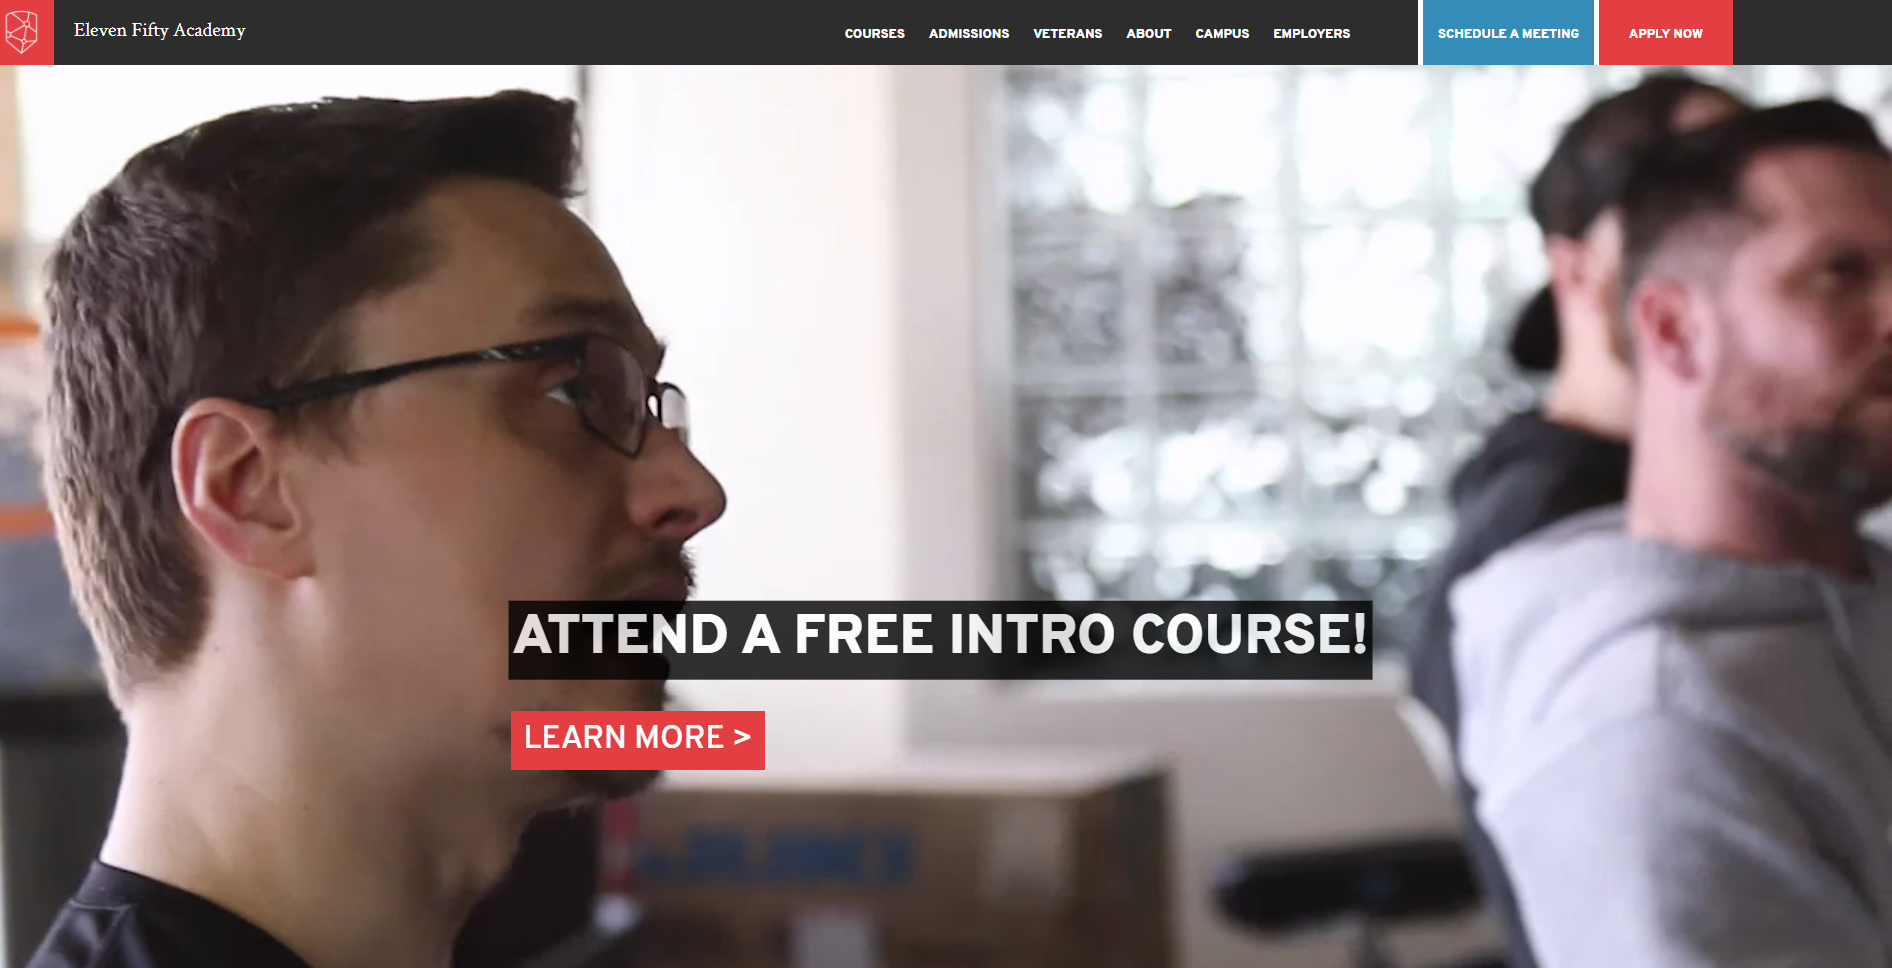 Eleven Fifty Academy
COURSES ADMISSIONS VETERANS ABOUT CAMPUS EMPLOYERS SCHEDULE A MEETING APPLY NOW
ATTEND A FREE INTRO COURSE!
LEARN MORE >